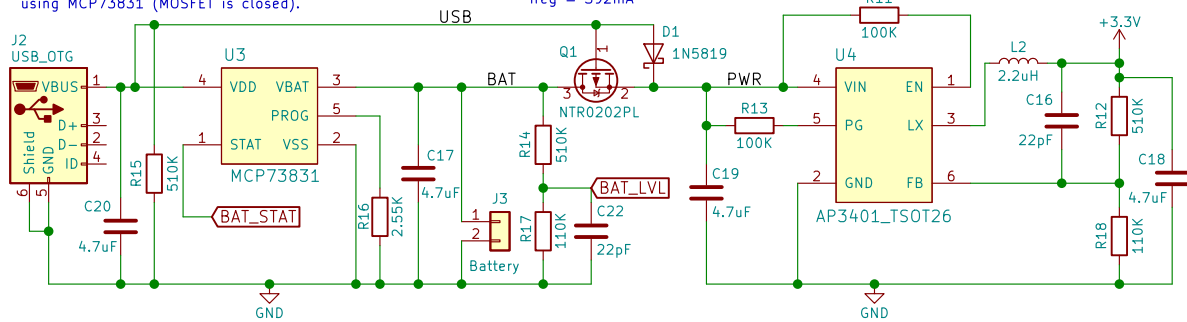 using MCP73831 (MOSFET is closed).
USB
R11
100K
+3.3V
J2
USB_OTG
U3
Q1
D1
1N5819
U4
L2
2.2uH
VBUS 1
D+ 3
D- 2
ID 4
Shield
GND
6 5
4 VDD VBAT 3
PROG 5
1 STAT VSS 2
MCP73831
BAT
1
3 2
NTR0202PL
PWR
4 VIN EN 1
5 PG LX 3
2 GND FB 6
AP3401_TSOT26
R13
100K
C16
22pF
R12
510K
R15
510K
R14
510K
C17
4.7uF
BAT_LVL
C19
4.7uF
C18
4.7uF
C20
4.7uF
BAT_STAT
R16
2.55K
J3
1
2
Battery
R17
110K
C22
22pF
R18
110K
GND
GND